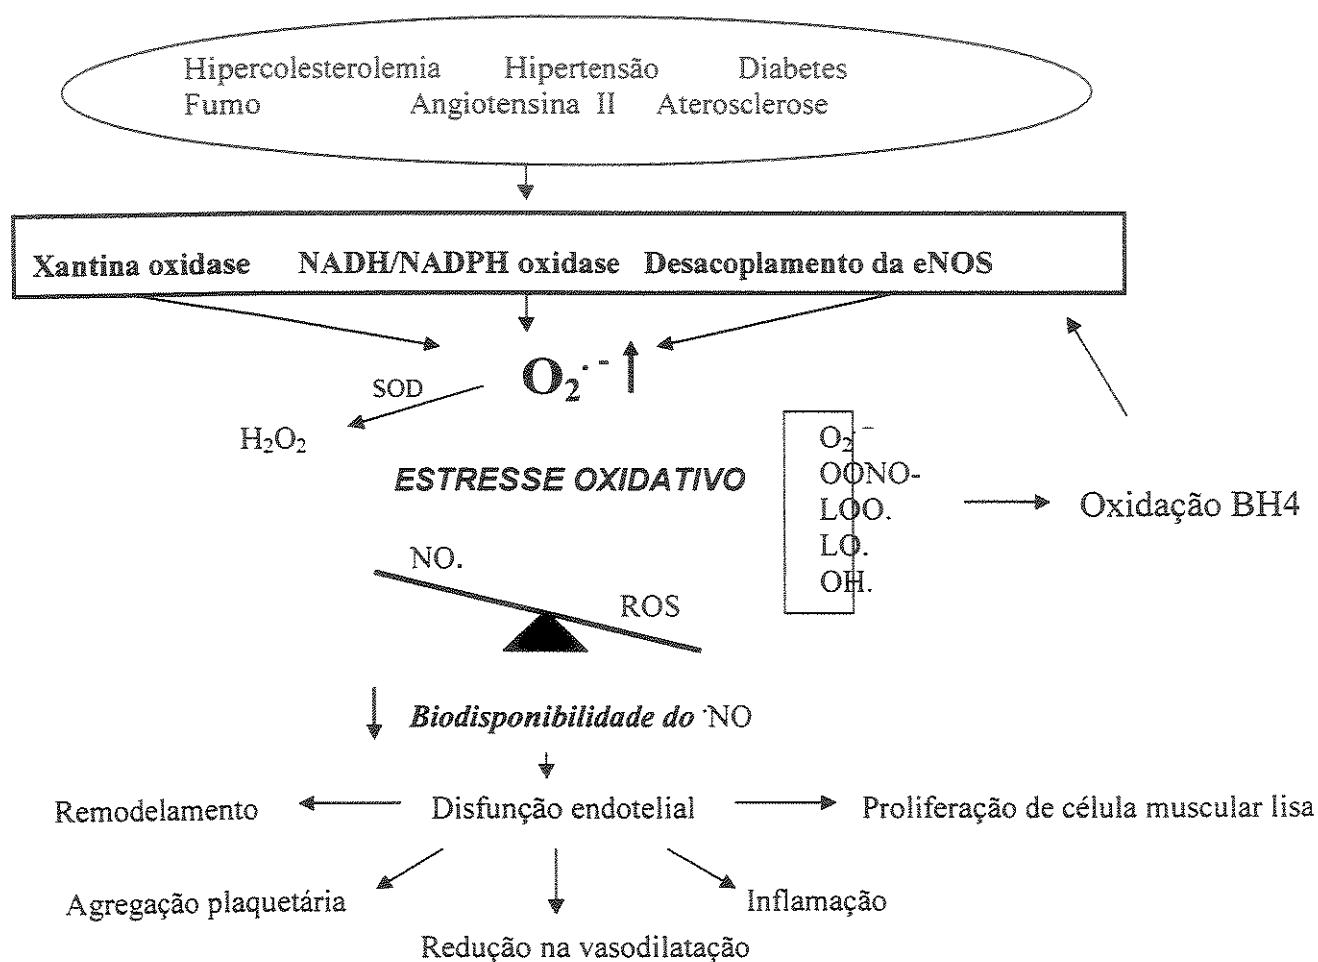 Hipercolesterolemia Hipertensão Diabetes
Fumo Angiotensina II Aterosclerose
Xantina oxidase NADH/NADPH oxidase Desacoplamento da eNOS
O₂·⁻
SOD
H₂O₂
O₂·⁻
OONO-
LOO.
LO.
OH.
ESTRESSE OXIDATIVO
Oxidação BH4
NO.
ROS
Biodisponibilidade do ·NO
Remodelamento Disfunção endotelial Proliferação de célula muscular lisa
Agregação plaquetária Inflamação
Redução na vasodilatação